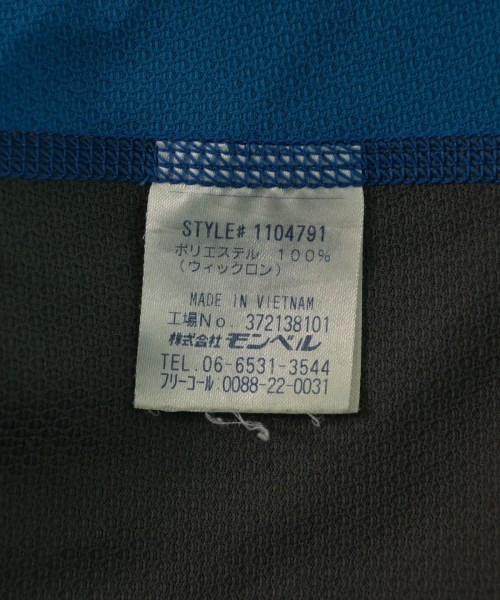 STYLE# 1104791
ポリエステル 100%
(ウィックロン)
MADE IN VIETNAM
工場No. 372138101
株式会社 モンベル
TEL. 06-6531-3544
フリーコール: 0088-22-0031